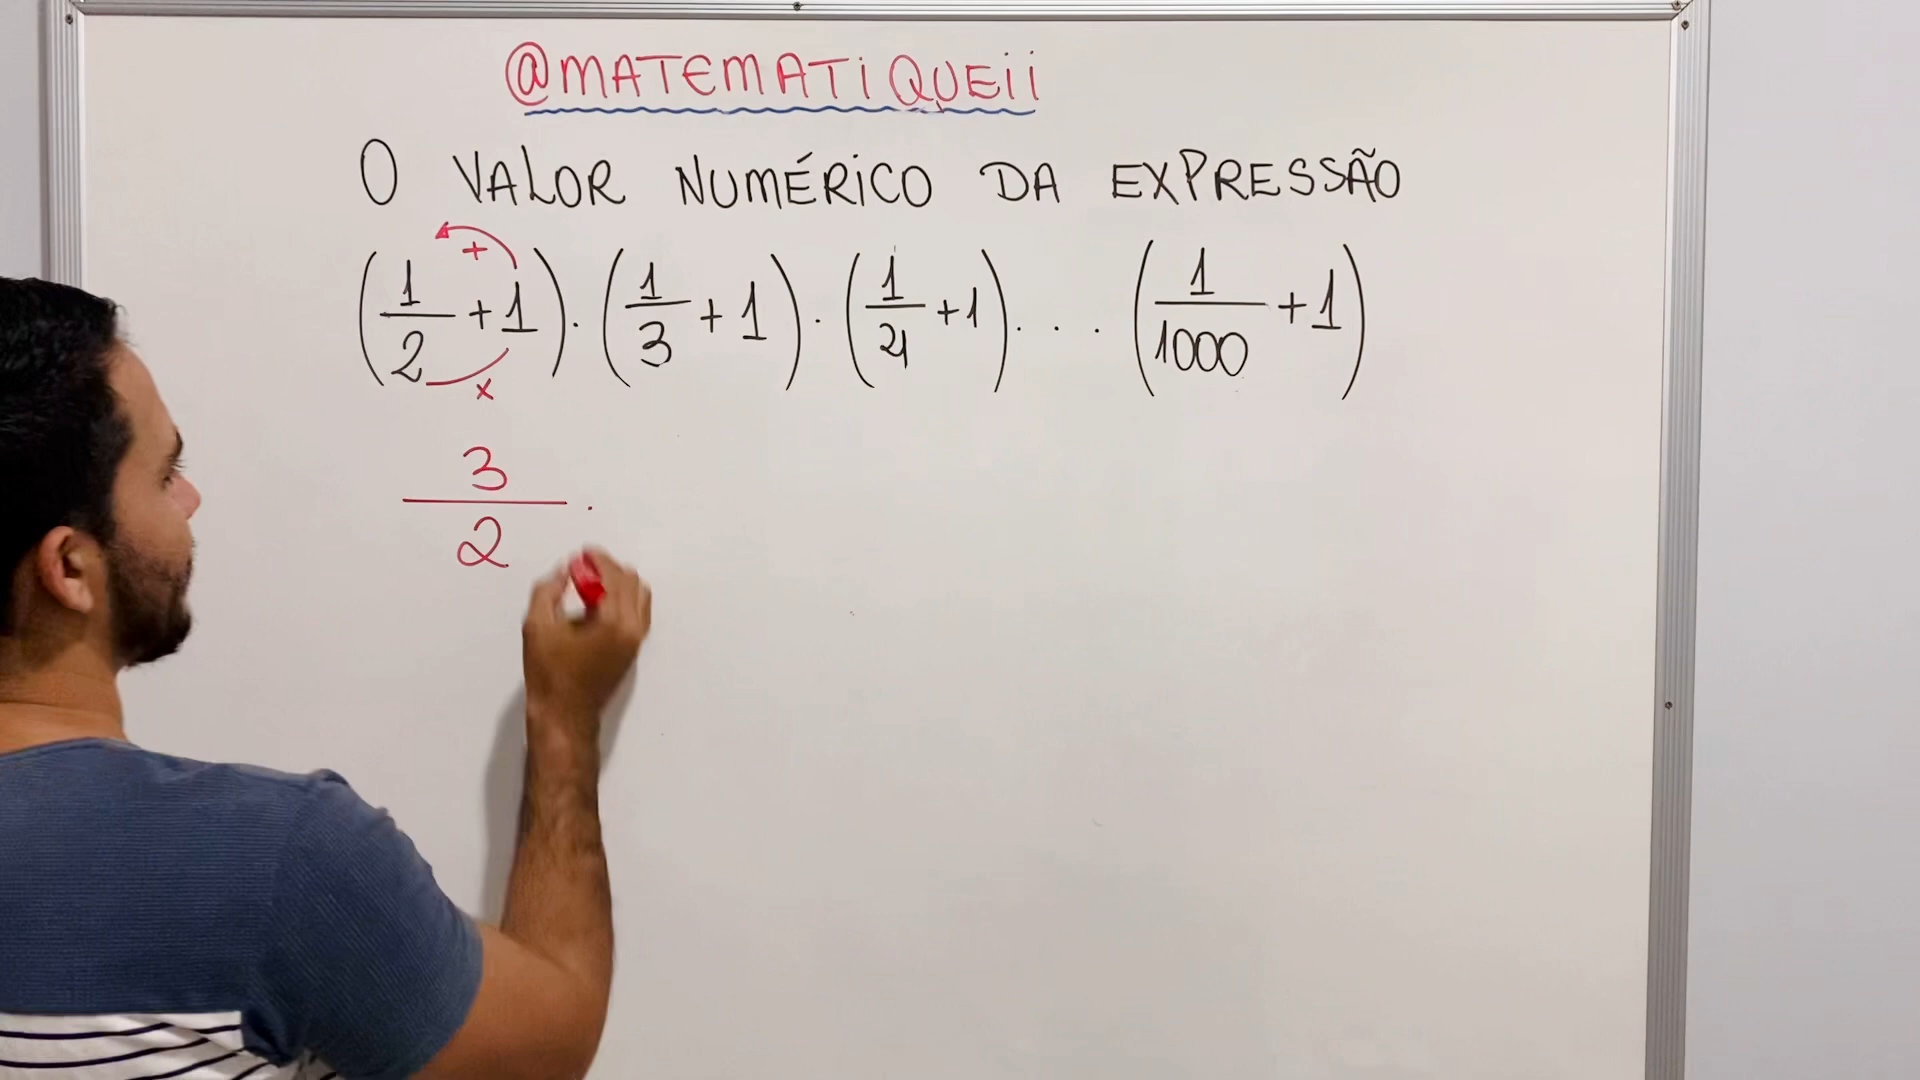 @MATEMATIQUEII
O VALOR NUMÉRICO DA EXPRESSÃO
(1/2 + 1) . (1/3 + 1) . (1/4 + 1) . . . (1/1000 + 1)
+
x
3/2 .